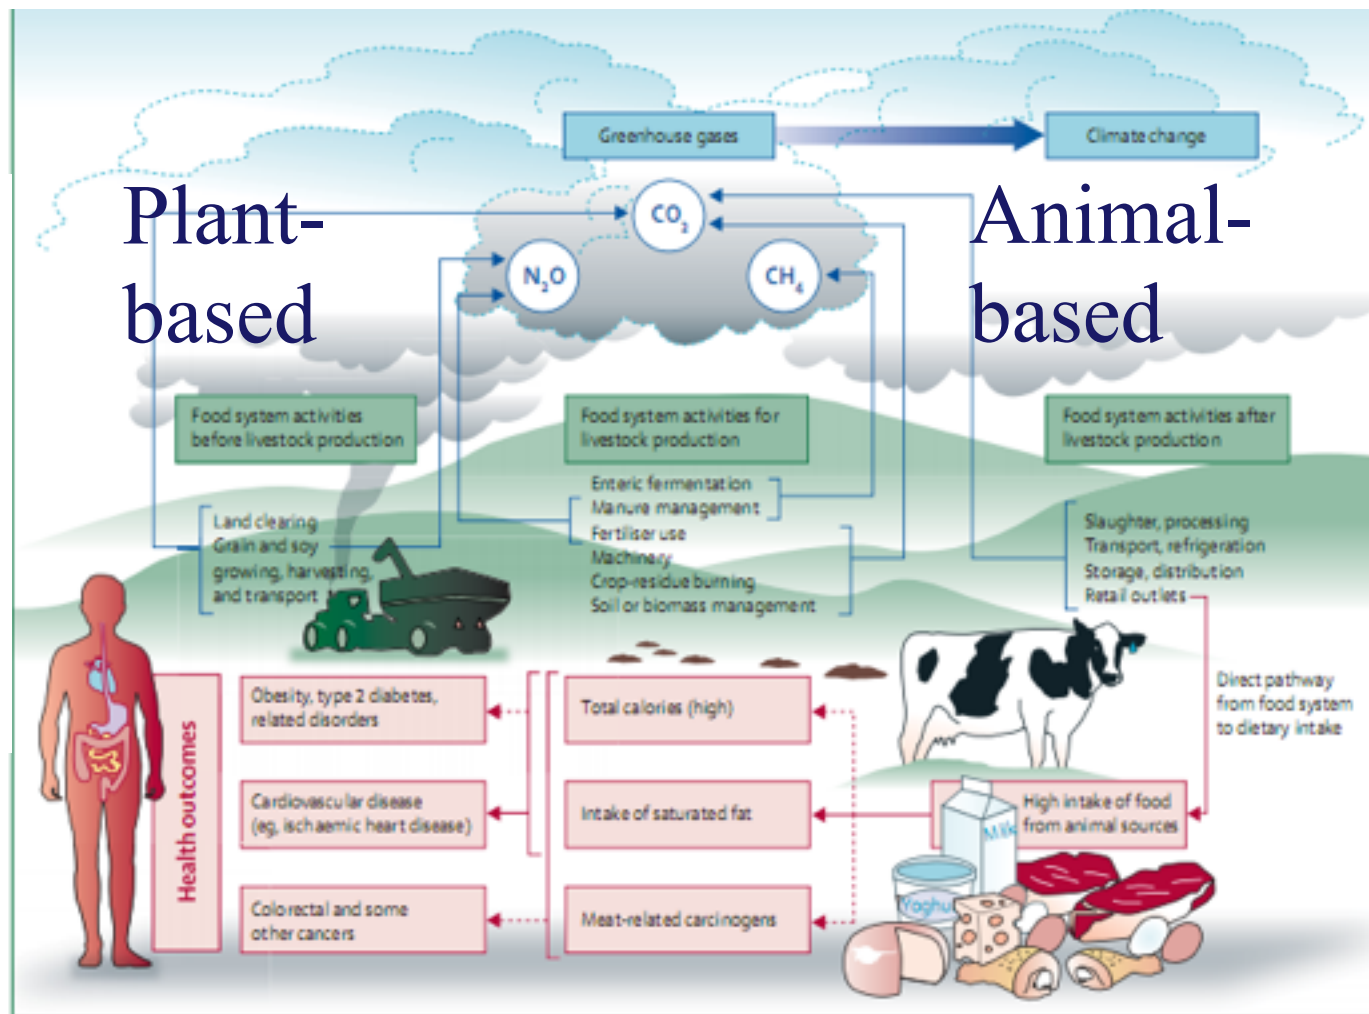 Greenhouse gases
Climate change
Plant-
based
Animal-
based
CO2
N2O
CH4
Food system activities
before livestock production
Food system activities for
livestock production
Food system activities after
livestock production
Land clearing
Grain and soy
growing, harvesting,
and transport
Enteric fermentation
Manure management
Fertiliser use
Machinery
Crop-residue burning
Soil or biomass management
Slaughter, processing
Transport, refrigeration
Storage, distribution
Retail outlets
Direct pathway
from food system
to dietary intake
Health outcomes
Obesity, type 2 diabetes,
related disorders
Total calories (high)
Cardiovascular disease
(eg, ischaemic heart disease)
Intake of saturated fat
High intake of food
from animal sources
Milk
Yoghu
Colorectal and some
other cancers
Meat-related carcinogens